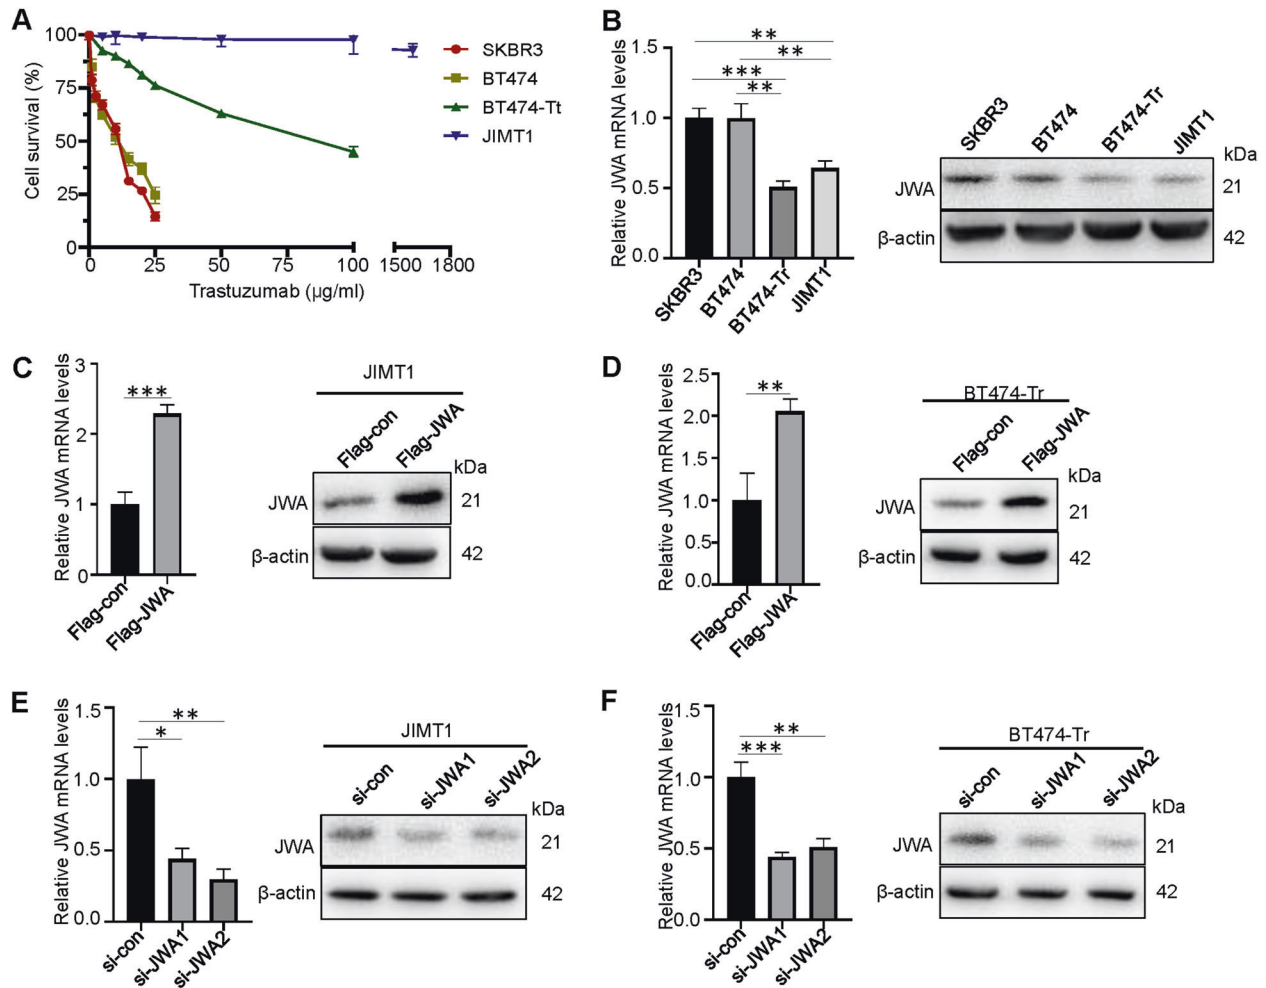 A
Cell survival (%)
100
75
50
25
0
0 25 50 75 100 1500 1800
Trastuzumab (µg/ml)
SKBR3
BT474
BT474-Tt
JIMT1
B
Relative JWA mRNA levels
1.5
1.0
0.5
0.0
**
**
***
**
SKBR3 BT474 BT474-Tr JIMT1
SKBR3 BT474 BT474-Tr JIMT1
kDa
JWA 21
β-actin 42
C
Relative JWA mRNA levels
3
2
1
0
***
Flag-con Flag-JWA
JIMT1
Flag-con Flag-JWA
kDa
JWA 21
β-actin 42
D
Relative JWA mRNA levels
2.5
2.0
1.5
1.0
0.5
0.0
**
Flag-con Flag-JWA
BT474-Tr
Flag-con Flag-JWA
kDa
JWA 21
β-actin 42
E
Relative JWA mRNA levels
1.5
1.0
0.5
0.0
**
*
si-con si-JWA1 si-JWA2
JIMT1
si-con si-JWA1 si-JWA2
kDa
JWA 21
β-actin 42
F
Relative JWA mRNA levels
1.5
1.0
0.5
0.0
**
***
si-con si-JWA1 si-JWA2
BT474-Tr
si-con si-JWA1 si-JWA2
kDa
JWA 21
β-actin 42